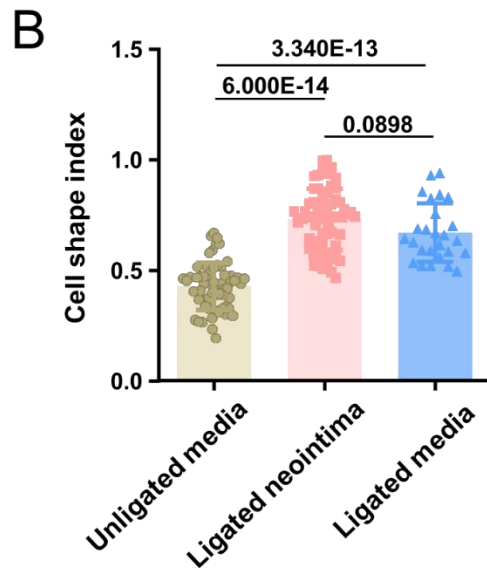 B
1.5
3.340E-13
6.000E-14
0.0898
1.0
0.5
0.0
Cell shape index
Unligated media
Ligated neointima
Ligated media